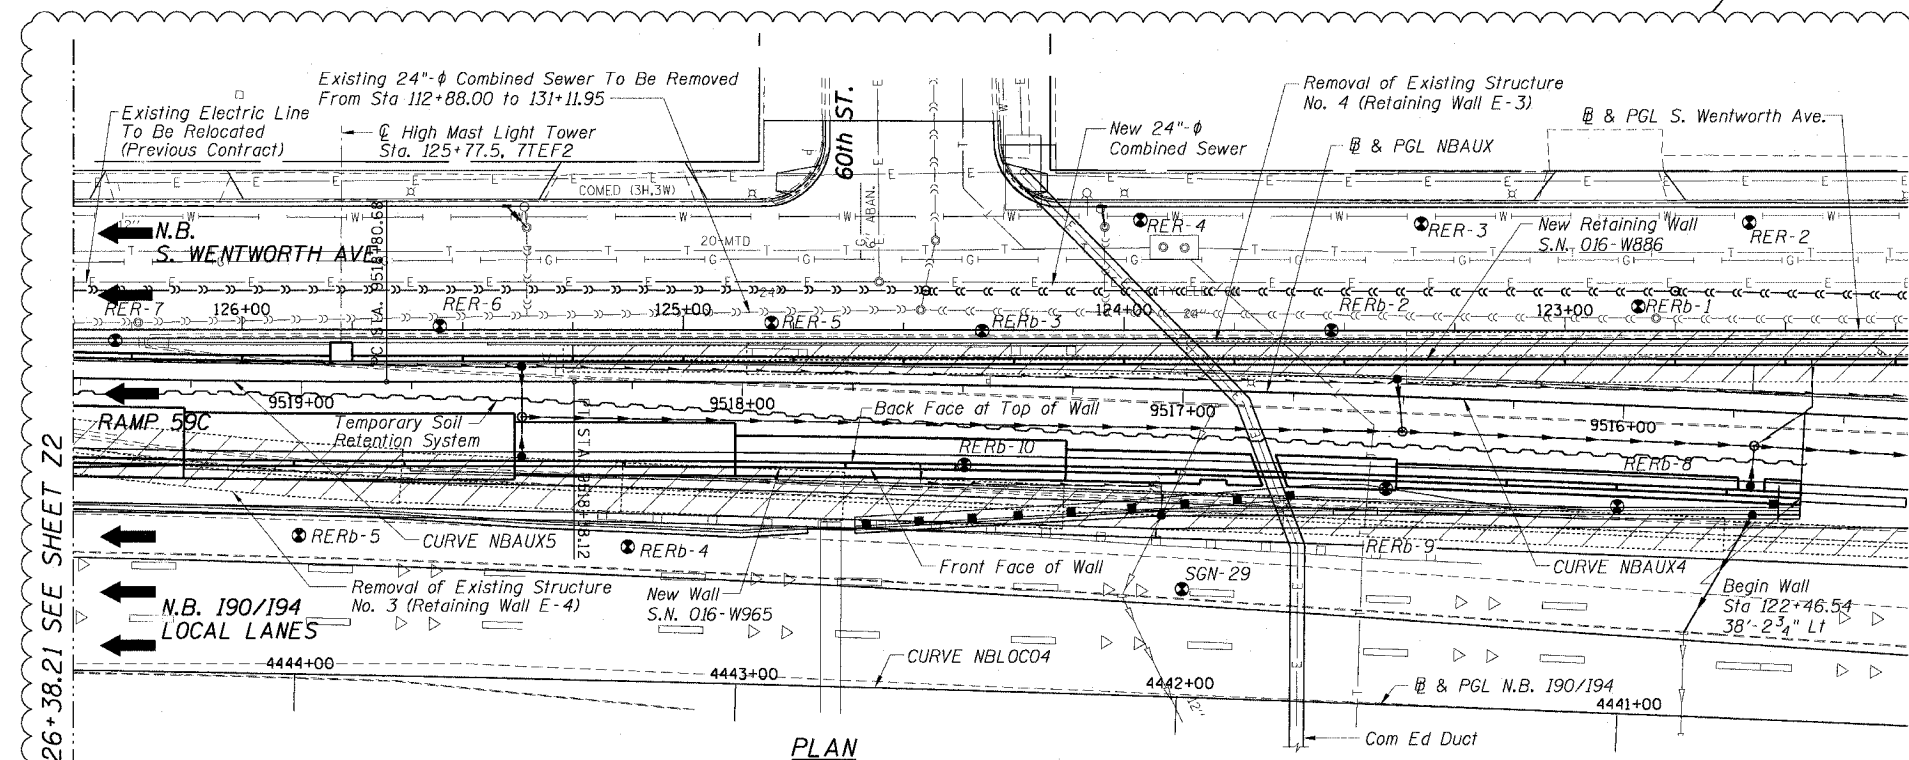 Existing 24"-ϕ Combined Sewer To Be Removed
From Sta 112+88.00 to 131+11.95
Existing Electric Line
To Be Relocated
(Previous Contract)
℄ High Mast Light Tower
Sta. 125+77.5, 7TEF2
60th ST.
New 24"-ϕ
Combined Sewer
Removal of Existing Structure
No. 4 (Retaining Wall E-3)
& PGL NBAUX
& PGL S. Wentworth Ave.
COMED (3H,3W)
ABAN.
12"
N.B.
S. WENTWORTH AVE.
20-MTD
RER-4
RER-3
New Retaining Wall
S.N. 016-W886
RER-2
RER-7
126+00
RER-6
125+00
24"
RER-5
RERb-3
124+00
24"
RERb-2
123+00
RERb-1
9519+00
9518+00
Back Face at Top of Wall
9517+00
9516+00
RAMP 59C
Temporary Soil
Retention System
RERb-10
RERb-8
RERb-5
CURVE NBAUX5
RERb-4
Front Face of Wall
RERb-9
CURVE NBAUX4
SGN-29
Removal of Existing Structure
No. 3 (Retaining Wall E-4)
New Wall
S.N. 016-W965
Begin Wall
Sta 122+46.54
38'-2 3/4" Lt
N.B. I90/I94
LOCAL LANES
4444+00
4443+00
CURVE NBLOC04
4442+00
12"
& PGL N.B. I90/I94
4441+00
Com Ed Duct
26+38.21 SEE SHEET Z2
PLAN